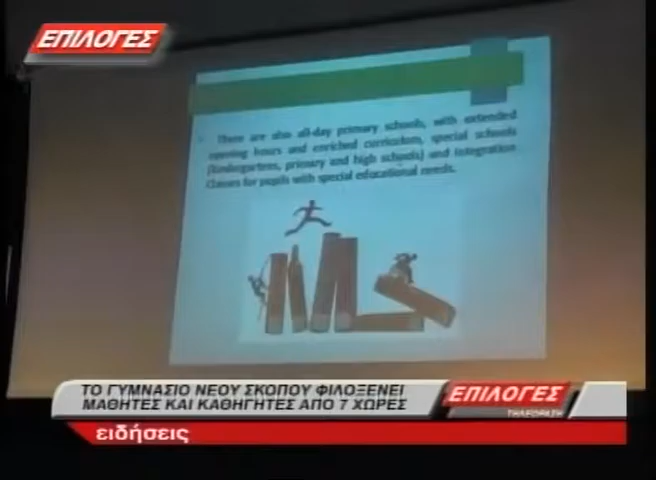 ΕΠΙΛΟΓΕΣ
There are also all-day primary schools, with extended
opening hours and enriched curriculum, special schools
(kindergartens, primary and high schools) and Integration
Classes for pupils with special educational needs.
ΤΟ ΓΥΜΝΑΣΙΟ ΝΕΟΥ ΣΚΟΠΟΥ ΦΙΛΟΞΕΝΕΙ
ΜΑΘΗΤΕΣ ΚΑΙ ΚΑΘΗΓΗΤΕΣ ΑΠΟ 7 ΧΩΡΕΣ
ΕΠΙΛΟΓΕΣ
ΤΗΛΕΟΡΑΣΗ
ειδήσεις